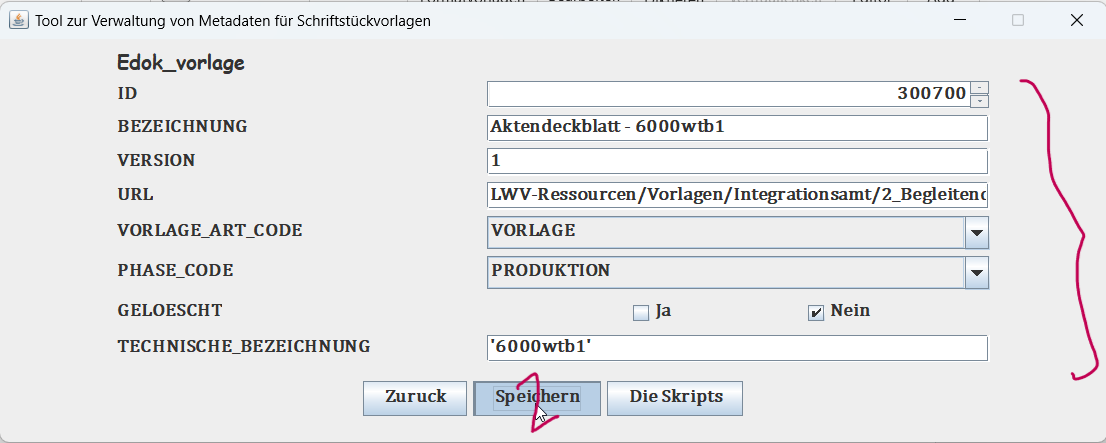 Tool zur Verwaltung von Metadaten für Schriftstückvorlagen
Edok_vorlage
ID 300700
BEZEICHNUNG Aktendeckblatt - 6000wtb1
VERSION 1
URL LWV-Ressourcen/Vorlagen/Integrationsamt/2_Begleitend
VORLAGE_ART_CODE VORLAGE
PHASE_CODE PRODUKTION
GELOESCHT Ja Nein
TECHNISCHE_BEZEICHNUNG '6000wtb1'
Zuruck Speichern Die Skripts
2